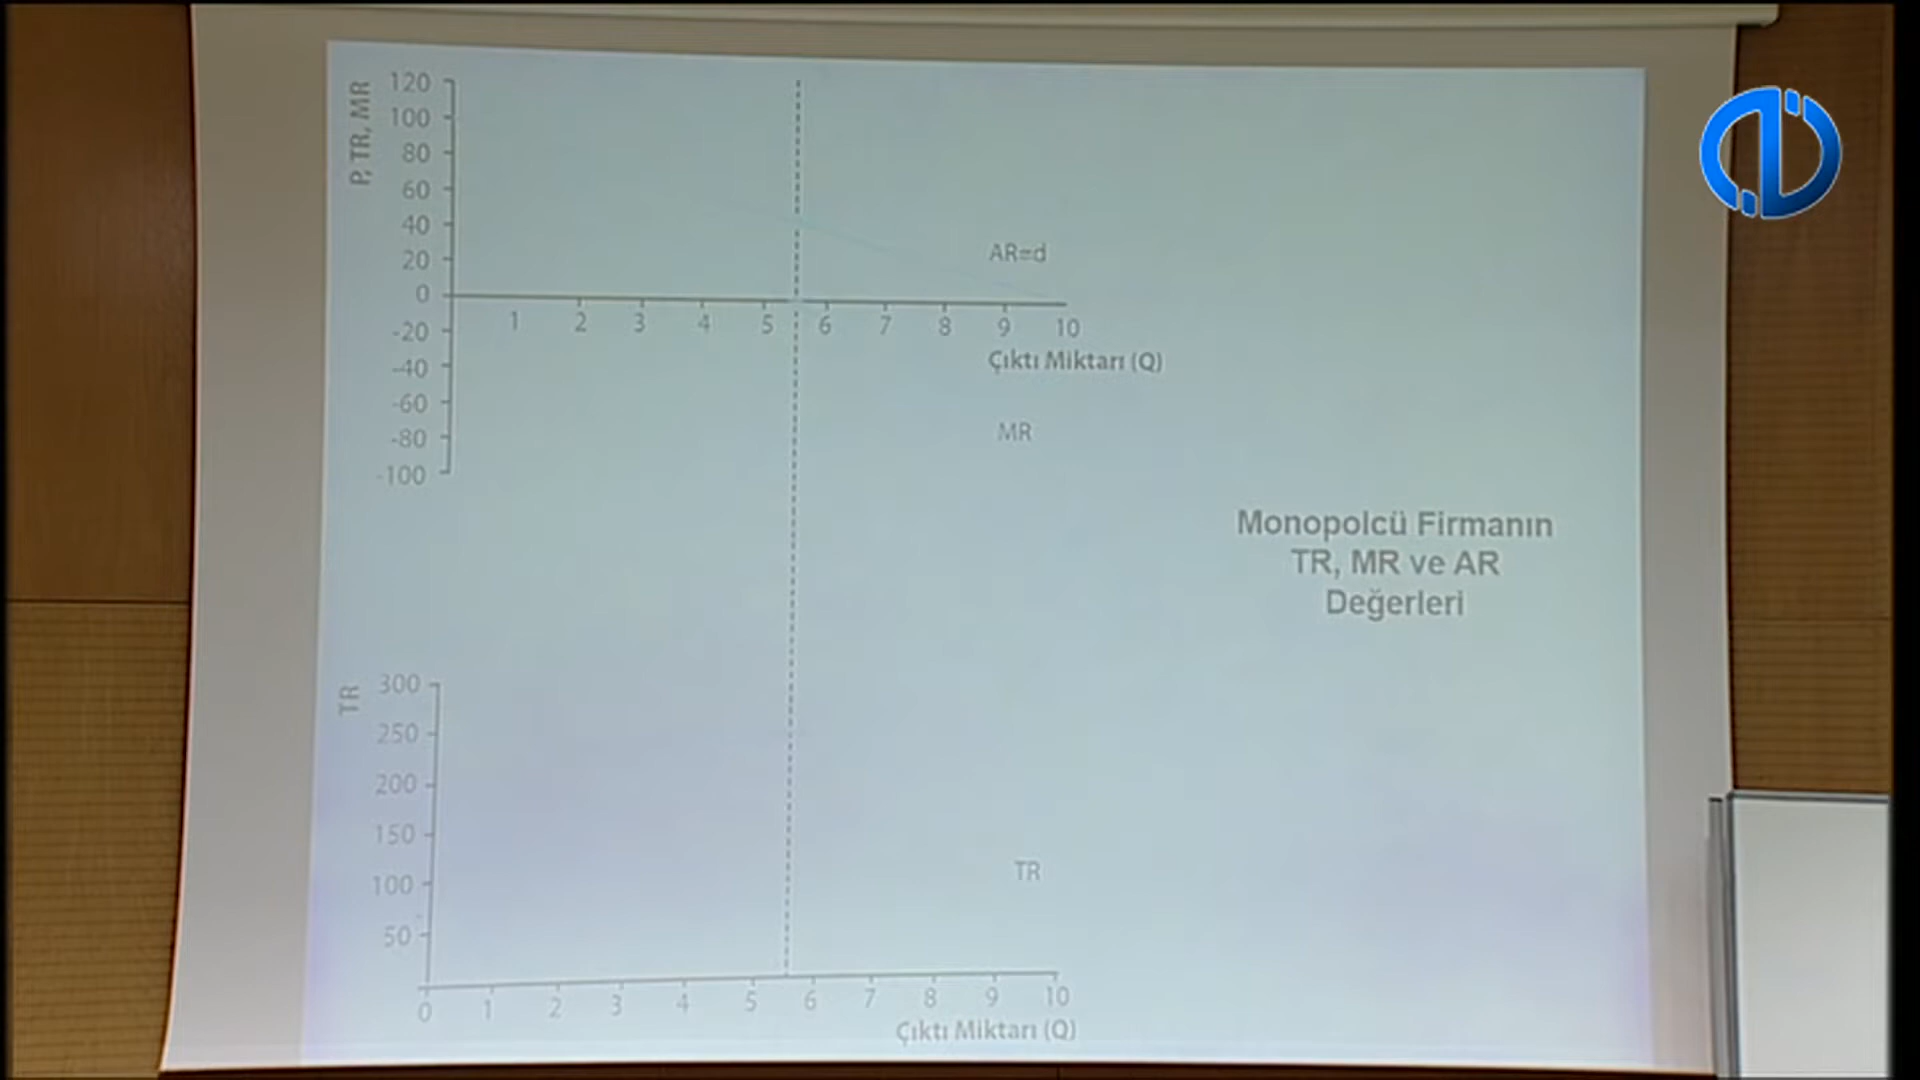 P, TR, MR
120
100
80
60
40
20
0
-20
-40
-60
-80
-100
1 2 3 4 5 6 7 8 9 10
AR=d
Çıktı Miktarı (Q)
MR
Monopolcü Firmanın
TR, MR ve AR
Değerleri
TR
300
250
200
150
100
50
TR
0 1 2 3 4 5 6 7 8 9 10
Çıktı Miktarı (Q)